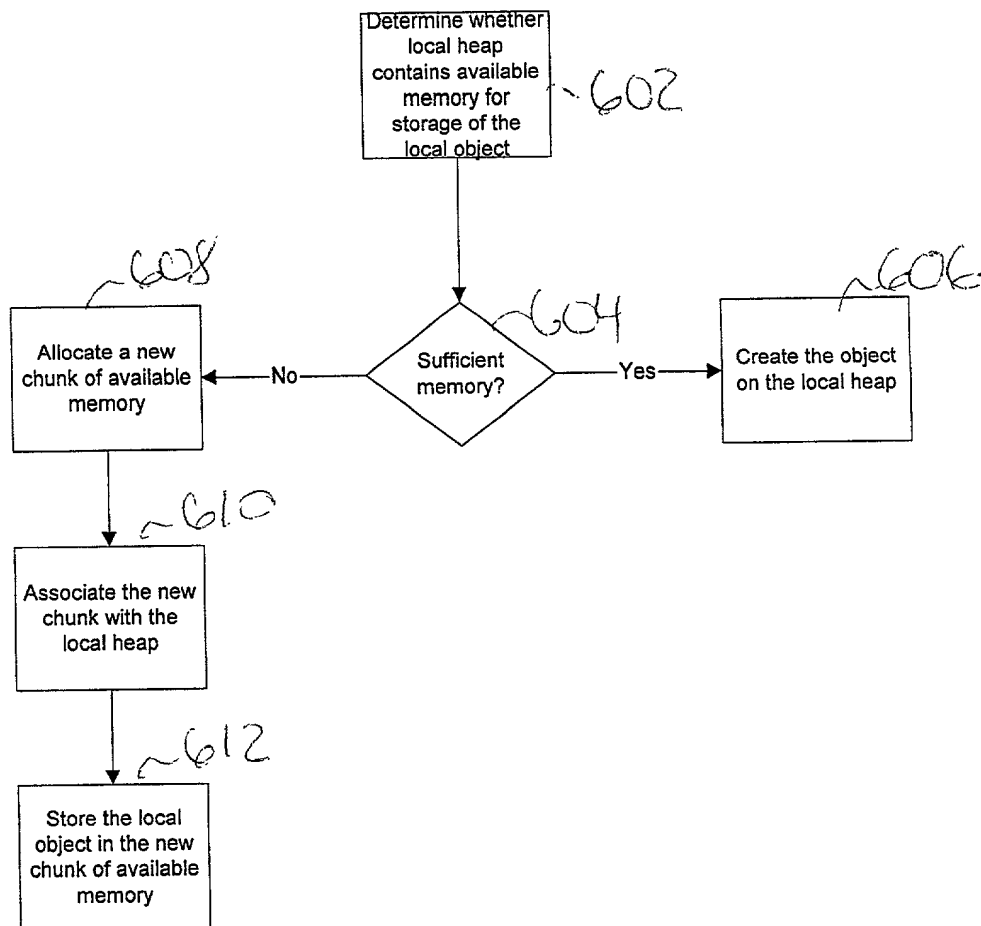 Determine whether
local heap
contains available
memory for
storage of the
local object
602
608
Allocate a new
chunk of available
memory
No
604
Sufficient
memory?
Yes
606
Create the object
on the local heap
610
Associate the new
chunk with the
local heap
612
Store the local
object in the new
chunk of available
memory